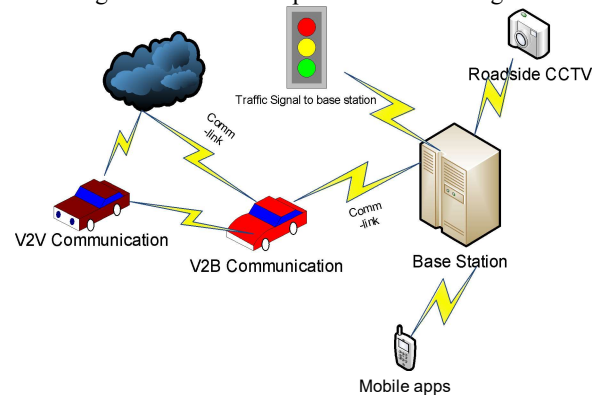 Roadside CCTV
Traffic Signal to base station
Comm
-link
Comm
-link
V2V Communication
V2B Communication
Base Station
Mobile apps